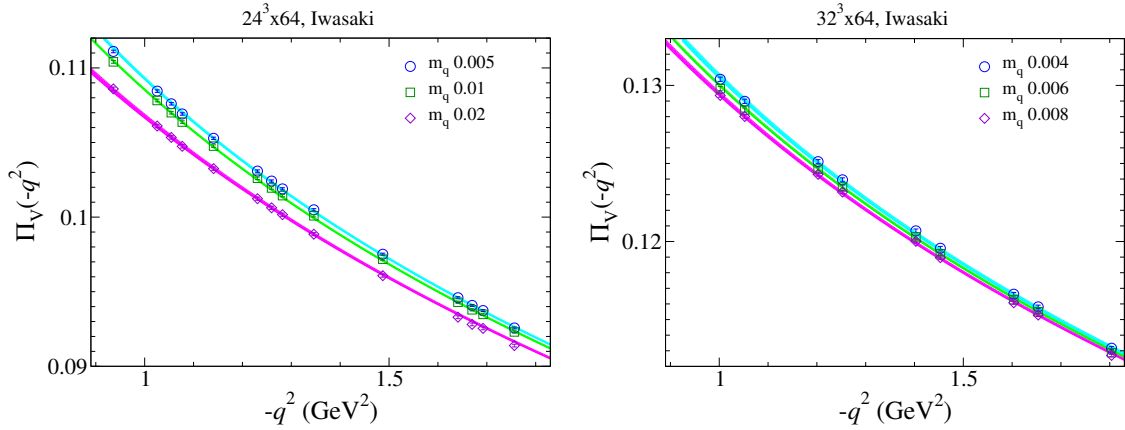 24³x64, Iwasaki
Π_V(-q²)
0.11
0.1
0.09
m_q 0.005
m_q 0.01
m_q 0.02
1
1.5
-q² (GeV²)
32³x64, Iwasaki
Π_V(-q²)
0.13
0.12
m_q 0.004
m_q 0.006
m_q 0.008
1
1.5
-q² (GeV²)